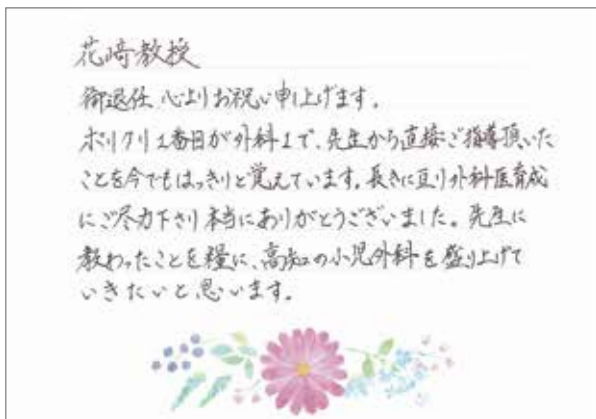 花﨑教授
御退任 心よりお祝い申し上げます。
ポリクリ1番目が外科1で、先生から直接ご指導頂いた
ことを今でもはっきりと覚えています。長きに亘り外科医育成
にご尽力下さり本当にありがとうございました。先生に
教わったことを糧に、高知の小児外科を盛り上げて
いきたいと思います。